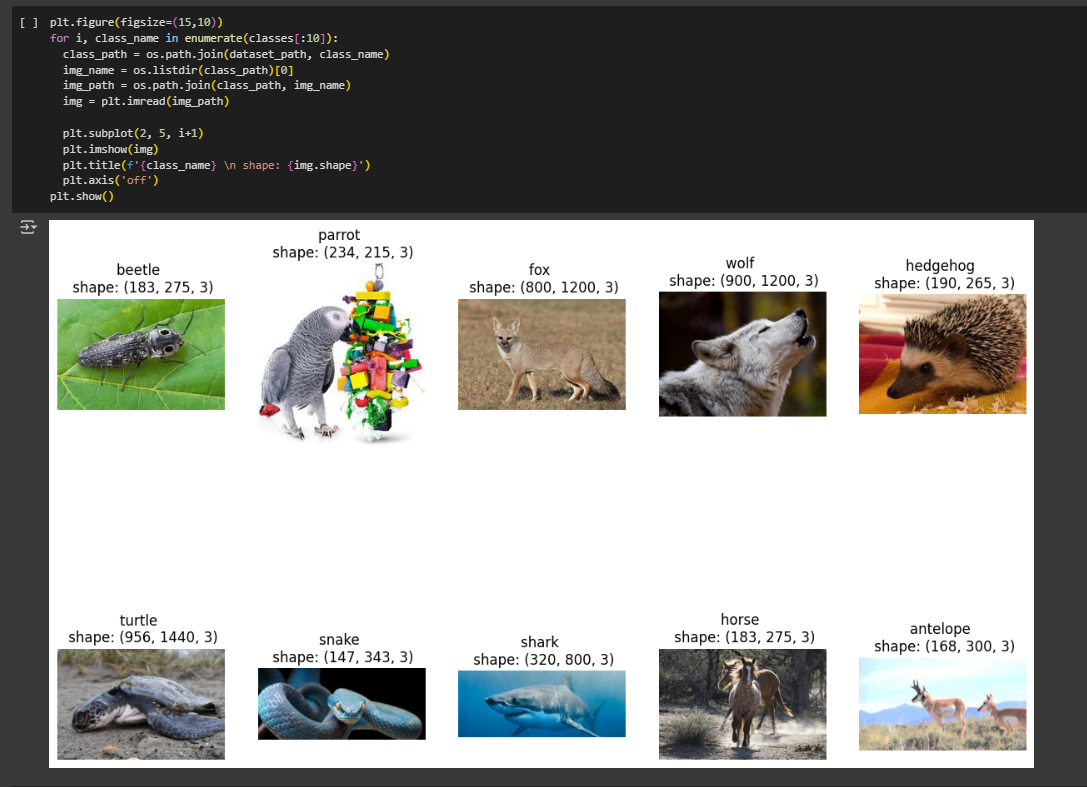 [ ] plt.figure(figsize=(15,10))
for i, class_name in enumerate(classes[:10]):
  class_path = os.path.join(dataset_path, class_name)
  img_name = os.listdir(class_path)[0]
  img_path = os.path.join(class_path, img_name)
  img = plt.imread(img_path)
  plt.subplot(2, 5, i+1)
  plt.imshow(img)
  plt.title(f'{class_name} \n shape: {img.shape}')
  plt.axis('off')
plt.show()
beetle
shape: (183, 275, 3)
parrot
shape: (234, 215, 3)
fox
shape: (800, 1200, 3)
wolf
shape: (900, 1200, 3)
hedgehog
shape: (190, 265, 3)
turtle
shape: (956, 1440, 3)
snake
shape: (147, 343, 3)
shark
shape: (320, 800, 3)
horse
shape: (183, 275, 3)
antelope
shape: (168, 300, 3)